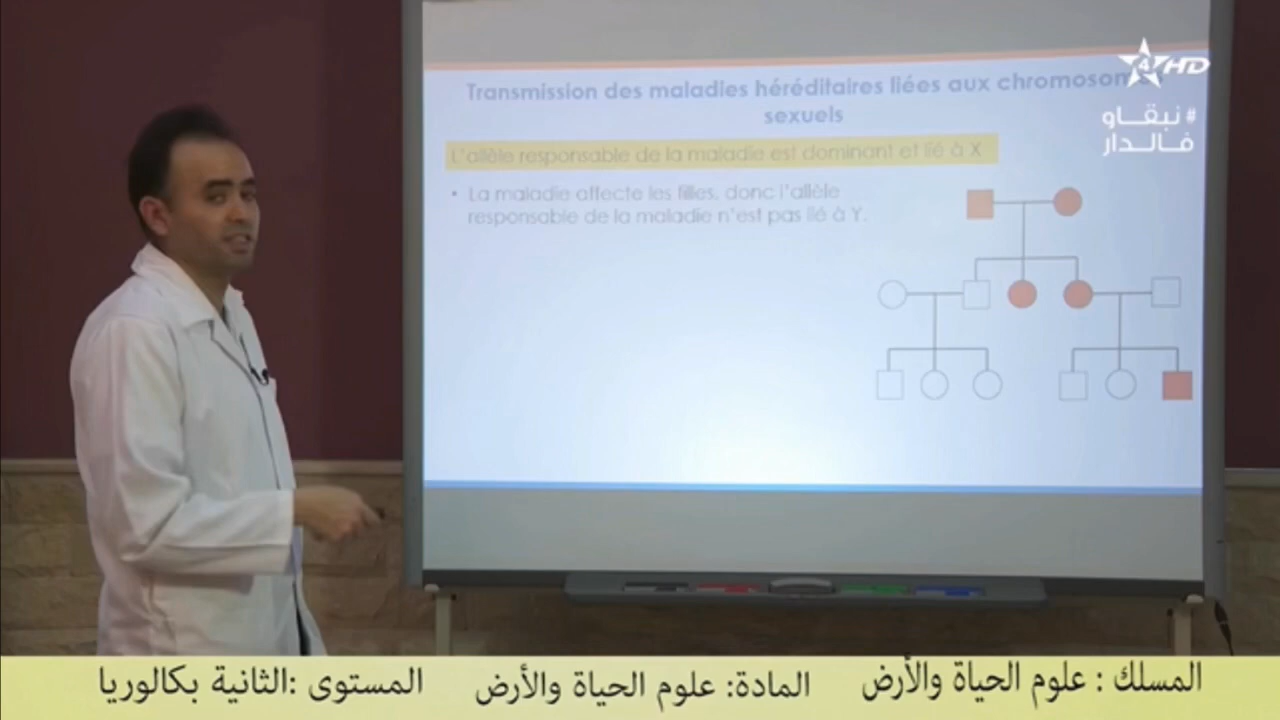 Transmission des maladies héréditaires liées aux chromosom
sexuels
L'allèle responsable de la maladie est dominant et lié à X
• La maladie affecte les filles, donc l'allèle
responsable de la maladie n'est pas lié à Y.
4 HD
#نبقاو
فالدار
المسلك : علوم الحياة والأرض
المادة: علوم الحياة والأرض
المستوى :الثانية بكالوريا